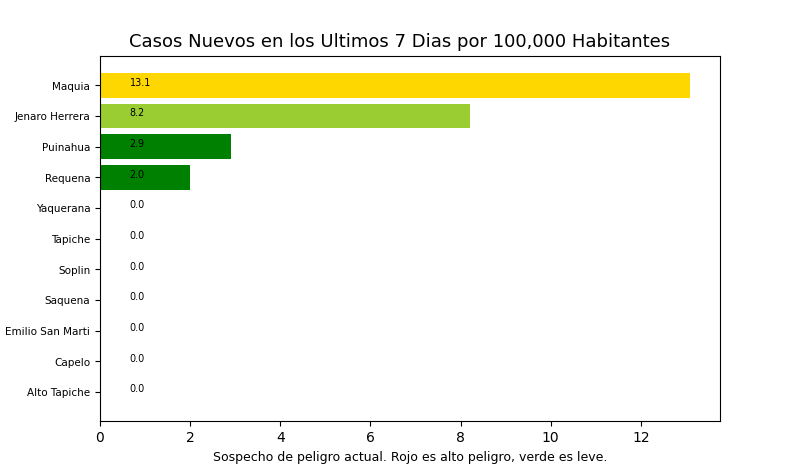 Casos Nuevos en los Ultimos 7 Dias por 100,000 Habitantes
Maquia 13.1
Jenaro Herrera 8.2
Puinahua 2.9
Requena 2.0
Yaquerana 0.0
Tapiche 0.0
Soplin 0.0
Saquena 0.0
Emilio San Marti 0.0
Capelo 0.0
Alto Tapiche 0.0
0 2 4 6 8 10 12
Sospecho de peligro actual. Rojo es alto peligro, verde es leve.